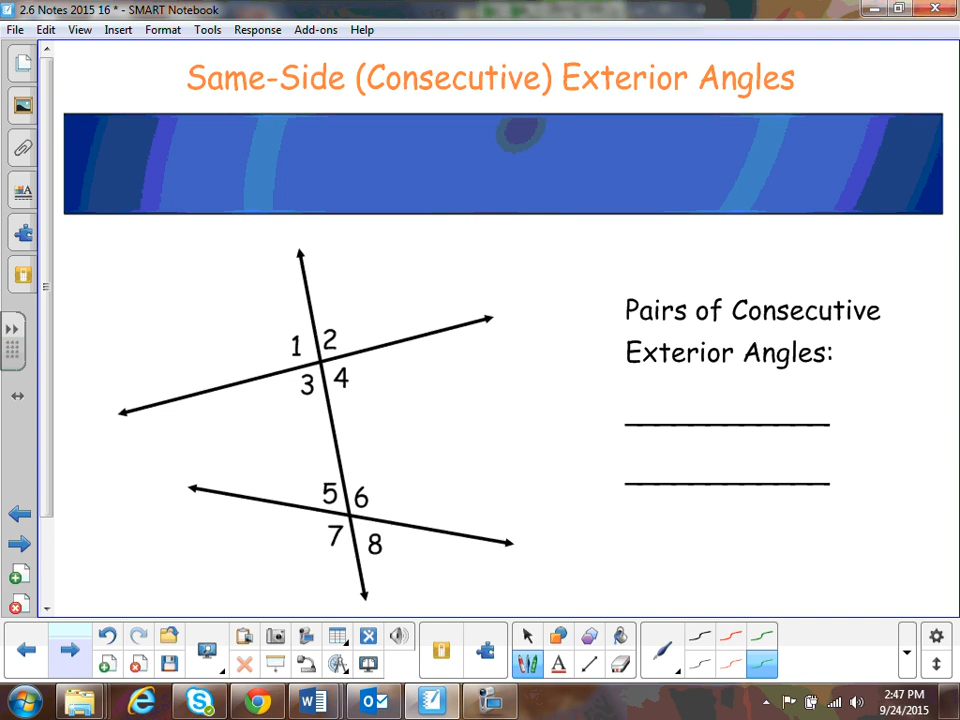 2.6 Notes 2015 16 * - SMART Notebook
File Edit View Insert Format Tools Response Add-ons Help
Same-Side (Consecutive) Exterior Angles
1 2
3 4
5 6
7 8
Pairs of Consecutive
Exterior Angles:
2:47 PM
9/24/2015